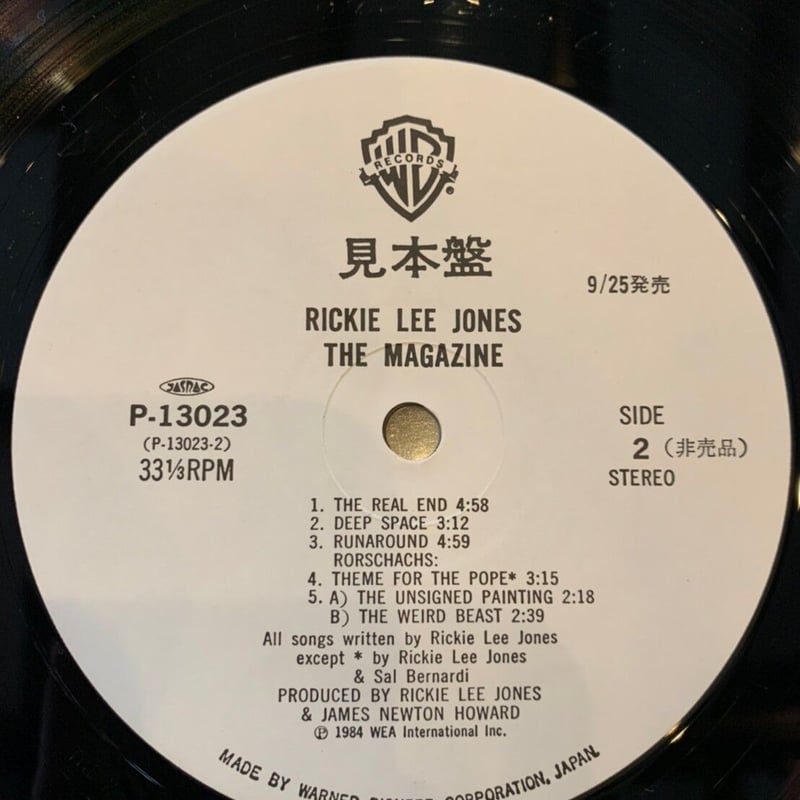 RECORDS
見本盤
9/25発売
RICKIE LEE JONES
THE MAGAZINE
JASRAC
P-13023
(P-13023-2)
33⅓RPM
SIDE
2 (非売品)
STEREO
1. THE REAL END 4:58
2. DEEP SPACE 3:12
3. RUNAROUND 4:59
RORSCHACHS:
4. THEME FOR THE POPE* 3:15
5. A) THE UNSIGNED PAINTING 2:18
B) THE WEIRD BEAST 2:39
All songs written by Rickie Lee Jones
except * by Rickie Lee Jones
& Sal Bernardi
PRODUCED BY RICKIE LEE JONES
& JAMES NEWTON HOWARD
Ⓟ 1984 WEA International Inc.
MADE BY WARNER PIONEER CORPORATION, JAPAN.